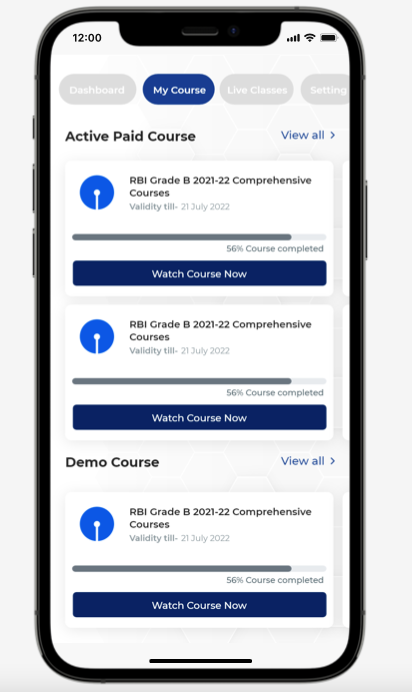 12:00
Dashboard
My Course
Live Classes
Setting
Active Paid Course
View all >
RBI Grade B 2021-22 Comprehensive
Courses
Validity till- 21 July 2022
56% Course completed
Watch Course Now
RBI Grade B 2021-22 Comprehensive
Courses
Validity till- 21 July 2022
56% Course completed
Watch Course Now
Demo Course
View all >
RBI Grade B 2021-22 Comprehensive
Courses
Validity till- 21 July 2022
56% Course completed
Watch Course Now